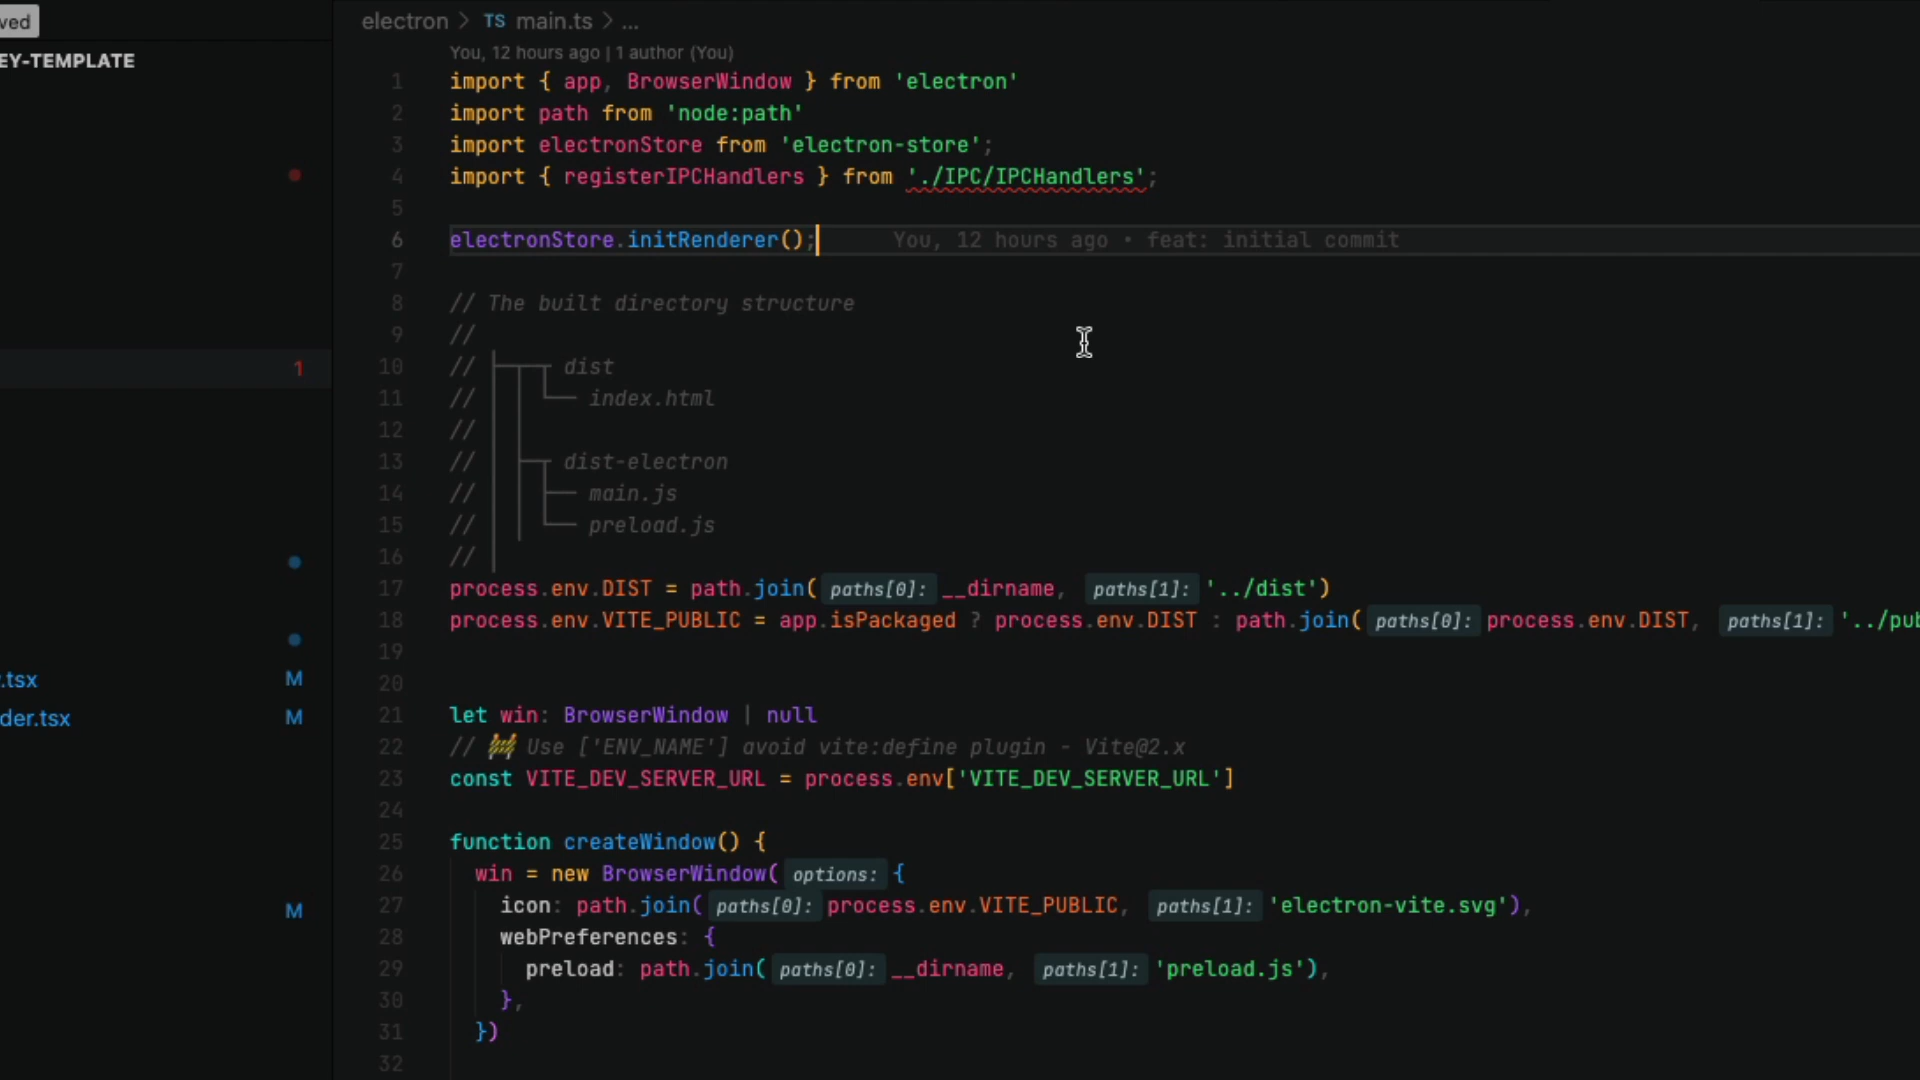 ved
EY-TEMPLATE
1
.tsx
M
der.tsx
M
M
electron > TS main.ts > ...
You, 12 hours ago | 1 author (You)
1 import { app, BrowserWindow } from 'electron'
2 import path from 'node:path'
3 import electronStore from 'electron-store';
4 import { registerIPCHandlers } from './IPC/IPCHandlers';
5
6 electronStore.initRenderer(); You, 12 hours ago • feat: initial commit
7
8 // The built directory structure
9 //
10 // ├─┬┬─ dist
11 // │ │└── index.html
12 // │ │
13 // │ ├┬─ dist-electron
14 // │ │├── main.js
15 // │ │└── preload.js
16 // │
17 process.env.DIST = path.join( paths[0]: __dirname, paths[1]: '../dist')
18 process.env.VITE_PUBLIC = app.isPackaged ? process.env.DIST : path.join( paths[0]: process.env.DIST, paths[1]: '../pub
19
20
21 let win: BrowserWindow | null
22 // 🚧 Use ['ENV_NAME'] avoid vite:define plugin - Vite@2.x
23 const VITE_DEV_SERVER_URL = process.env['VITE_DEV_SERVER_URL']
24
25 function createWindow() {
26 win = new BrowserWindow( options: {
27 icon: path.join( paths[0]: process.env.VITE_PUBLIC, paths[1]: 'electron-vite.svg'),
28 webPreferences: {
29 preload: path.join( paths[0]: __dirname, paths[1]: 'preload.js'),
30 },
31 })
32